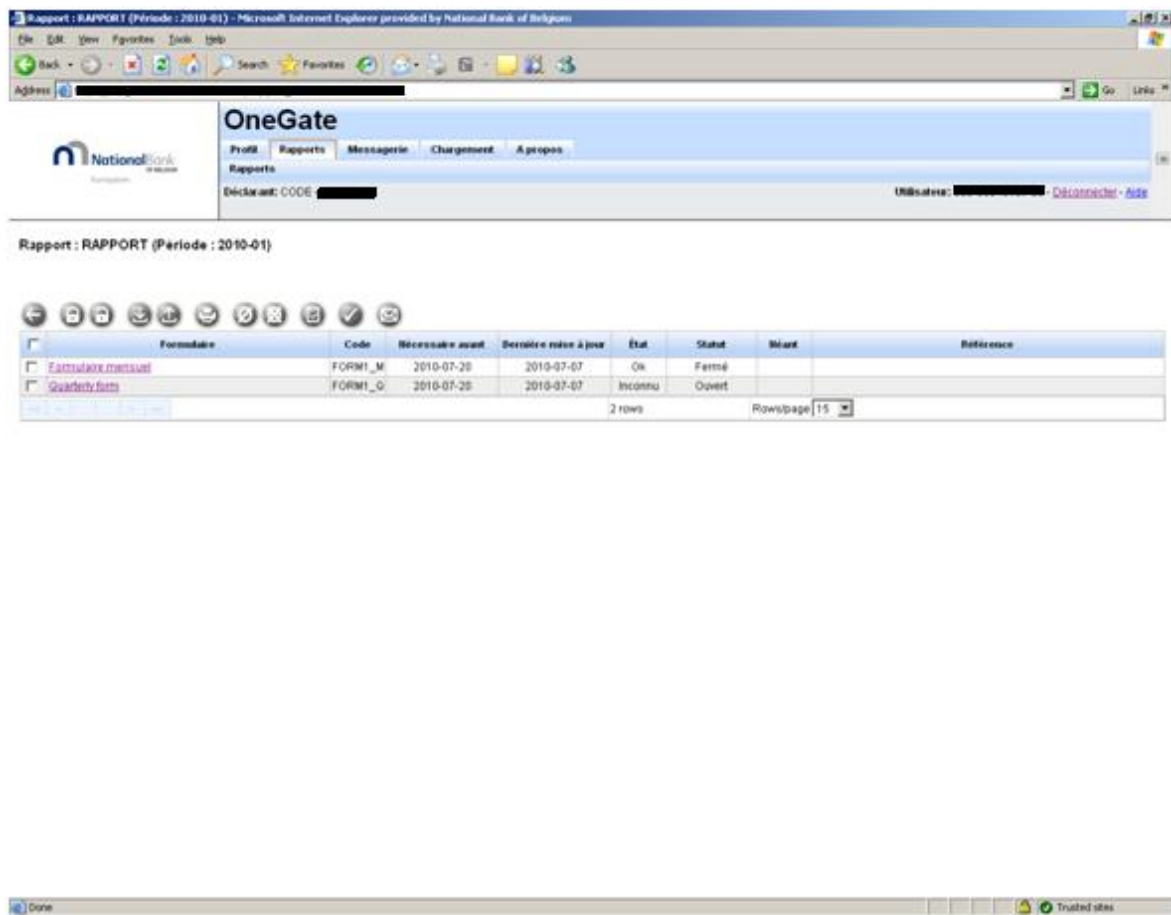 Rapport : RAPPORT (Période : 2010-01) - Microsoft Internet Explorer provided by National Bank of Belgium
File Edit View Favorites Tools Help
Back Search Favorites
Address Go Links »
OneGate
NationalBank
OF BELGIUM
Profil Rapports Messagerie Chargement A propos
Rapports
Déclarant: CODE - Utilisateur: - Déconnecter - Aide
Rapport : RAPPORT (Période : 2010-01)
Formulaire Code Nécessaire avant Dernière mise à jour État Statut Néant Référence
Formulaire mensuel FORM1_M 2010-07-20 2010-07-07 Ok Fermé
Quarterly form FORM1_Q 2010-07-20 2010-07-07 Inconnu Ouvert
2 rows Rows/page 15
Done Trusted sites